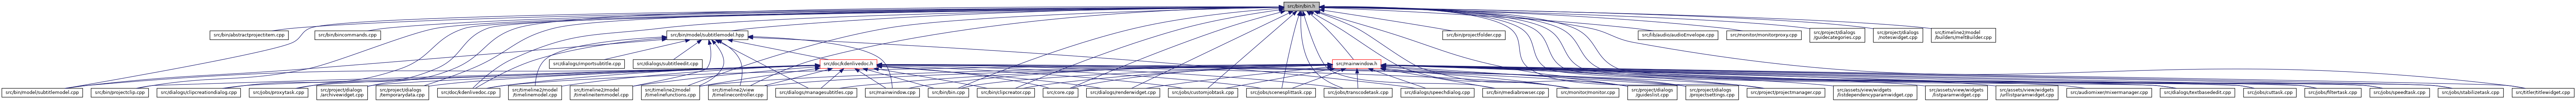 src/bin/bin.h
src/bin/abstractprojectitem.cpp
src/bin/bincommands.cpp
src/bin/model/subtitlemodel.hpp
src/bin/projectfolder.cpp
src/lib/audio/audioEnvelope.cpp
src/monitor/monitorproxy.cpp
src/project/dialogs
/guidecategories.cpp
src/project/dialogs
/noteswidget.cpp
src/timeline2/model
/builders/meltBuilder.cpp
src/dialogs/importsubtitle.cpp
src/dialogs/subtitleedit.cpp
src/doc/kdenlivedoc.h
src/mainwindow.h
src/bin/model/subtitlemodel.cpp
src/bin/projectclip.cpp
src/dialogs/clipcreationdialog.cpp
src/jobs/proxytask.cpp
src/project/dialogs
/archivewidget.cpp
src/project/dialogs
/temporarydata.cpp
src/doc/kdenlivedoc.cpp
src/timeline2/model
/timelinemodel.cpp
src/timeline2/model
/timelineitemmodel.cpp
src/timeline2/model
/timelinefunctions.cpp
src/timeline2/view
/timelinecontroller.cpp
src/dialogs/managesubtitles.cpp
src/mainwindow.cpp
src/bin/bin.cpp
src/bin/clipcreator.cpp
src/core.cpp
src/dialogs/renderwidget.cpp
src/jobs/customjobtask.cpp
src/jobs/scenesplittask.cpp
src/jobs/transcodetask.cpp
src/dialogs/speechdialog.cpp
src/bin/mediabrowser.cpp
src/monitor/monitor.cpp
src/project/dialogs
/guideslist.cpp
src/project/dialogs
/projectsettings.cpp
src/project/projectmanager.cpp
src/assets/view/widgets
/listdependencyparamwidget.cpp
src/assets/view/widgets
/listparamwidget.cpp
src/assets/view/widgets
/urllistparamwidget.cpp
src/audiomixer/mixermanager.cpp
src/dialogs/textbasededit.cpp
src/jobs/cuttask.cpp
src/jobs/filtertask.cpp
src/jobs/speedtask.cpp
src/jobs/stabilizetask.cpp
src/titler/titlewidget.cpp